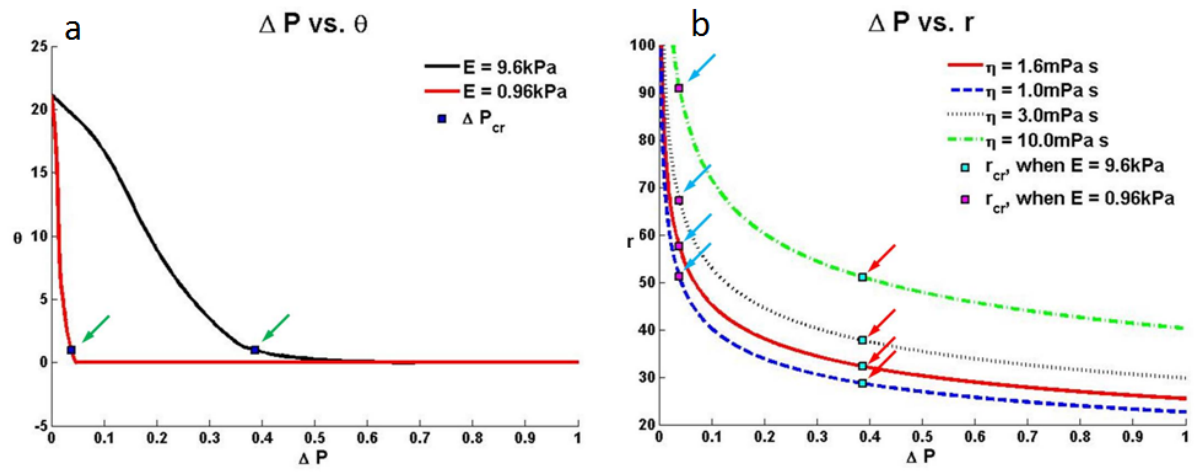 a
Δ P vs. θ
25
20
15
10
5
0
-5
θ
E = 9.6kPa
E = 0.96kPa
Δ P_cr
0 0.1 0.2 0.3 0.4 0.5 0.6 0.7 0.8 0.9 1
Δ P
b
Δ P vs. r
100
90
80
70
60
50
40
30
20
r
η = 1.6mPa s
η = 1.0mPa s
η = 3.0mPa s
η = 10.0mPa s
r_cr, when E = 9.6kPa
r_cr, when E = 0.96kPa
0 0.1 0.2 0.3 0.4 0.5 0.6 0.7 0.8 0.9 1
Δ P